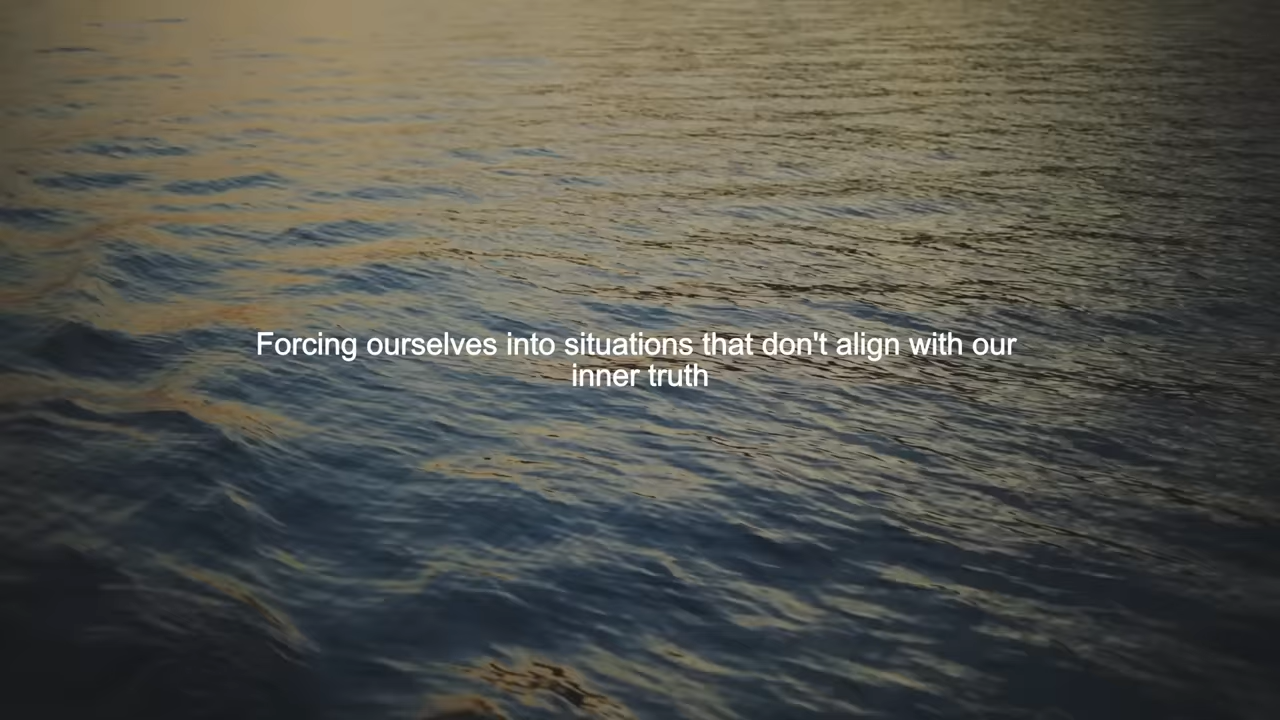 Forcing ourselves into situations that don't align with our
inner truth